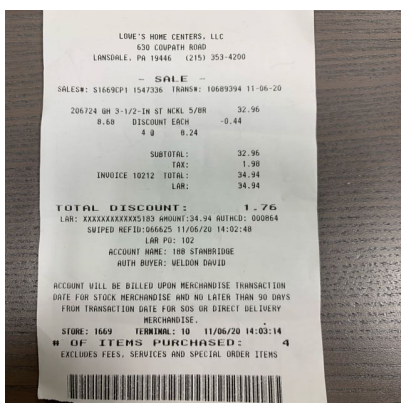 LOWE'S HOME CENTERS, LLC
630 COWPATH ROAD
LANSDALE, PA 19446 (215) 353-4200
- SALE -
SALES#: S1669CP1 1547336 TRANS#: 10689394 11-06-20
206724 GH 3-1/2-IN ST NCKL 5/8R 32.96
8.68 DISCOUNT EACH -0.44
4 @ 8.24
SUBTOTAL: 32.96
TAX: 1.98
INVOICE 10212 TOTAL: 34.94
LAR: 34.94
TOTAL DISCOUNT: 1.76
LAR: XXXXXXXXXXXX5183 AMOUNT:34.94 AUTHCD: 000864
SWIPED REFID:066625 11/06/20 14:02:48
LAR PO: 102
ACCOUNT NAME: 188 STANBRIDGE
AUTH BUYER: WELDON DAVID
ACCOUNT WILL BE BILLED UPON MERCHANDISE TRANSACTION
DATE FOR STOCK MERCHANDISE AND NO LATER THAN 90 DAYS
FROM TRANSACTION DATE FOR SOS OR DIRECT DELIVERY
MERCHANDISE.
STORE: 1669 TERMINAL: 10 11/06/20 14:03:14
# OF ITEMS PURCHASED: 4
EXCLUDES FEES, SERVICES AND SPECIAL ORDER ITEMS